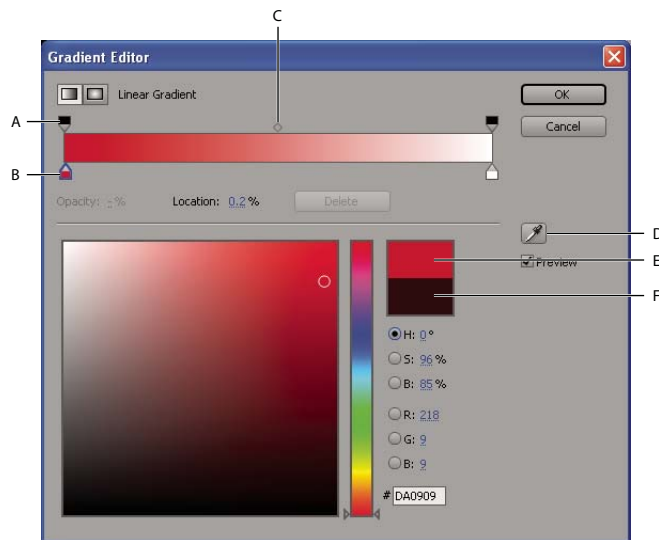 C
Gradient Editor
Linear Gradient
OK
A
Cancel
B
Opacity: -% Location: 0.2 % Delete
D
E
Preview
F
H: 0°
S: 96 %
B: 85 %
R: 218
G: 9
B: 9
# DA0909